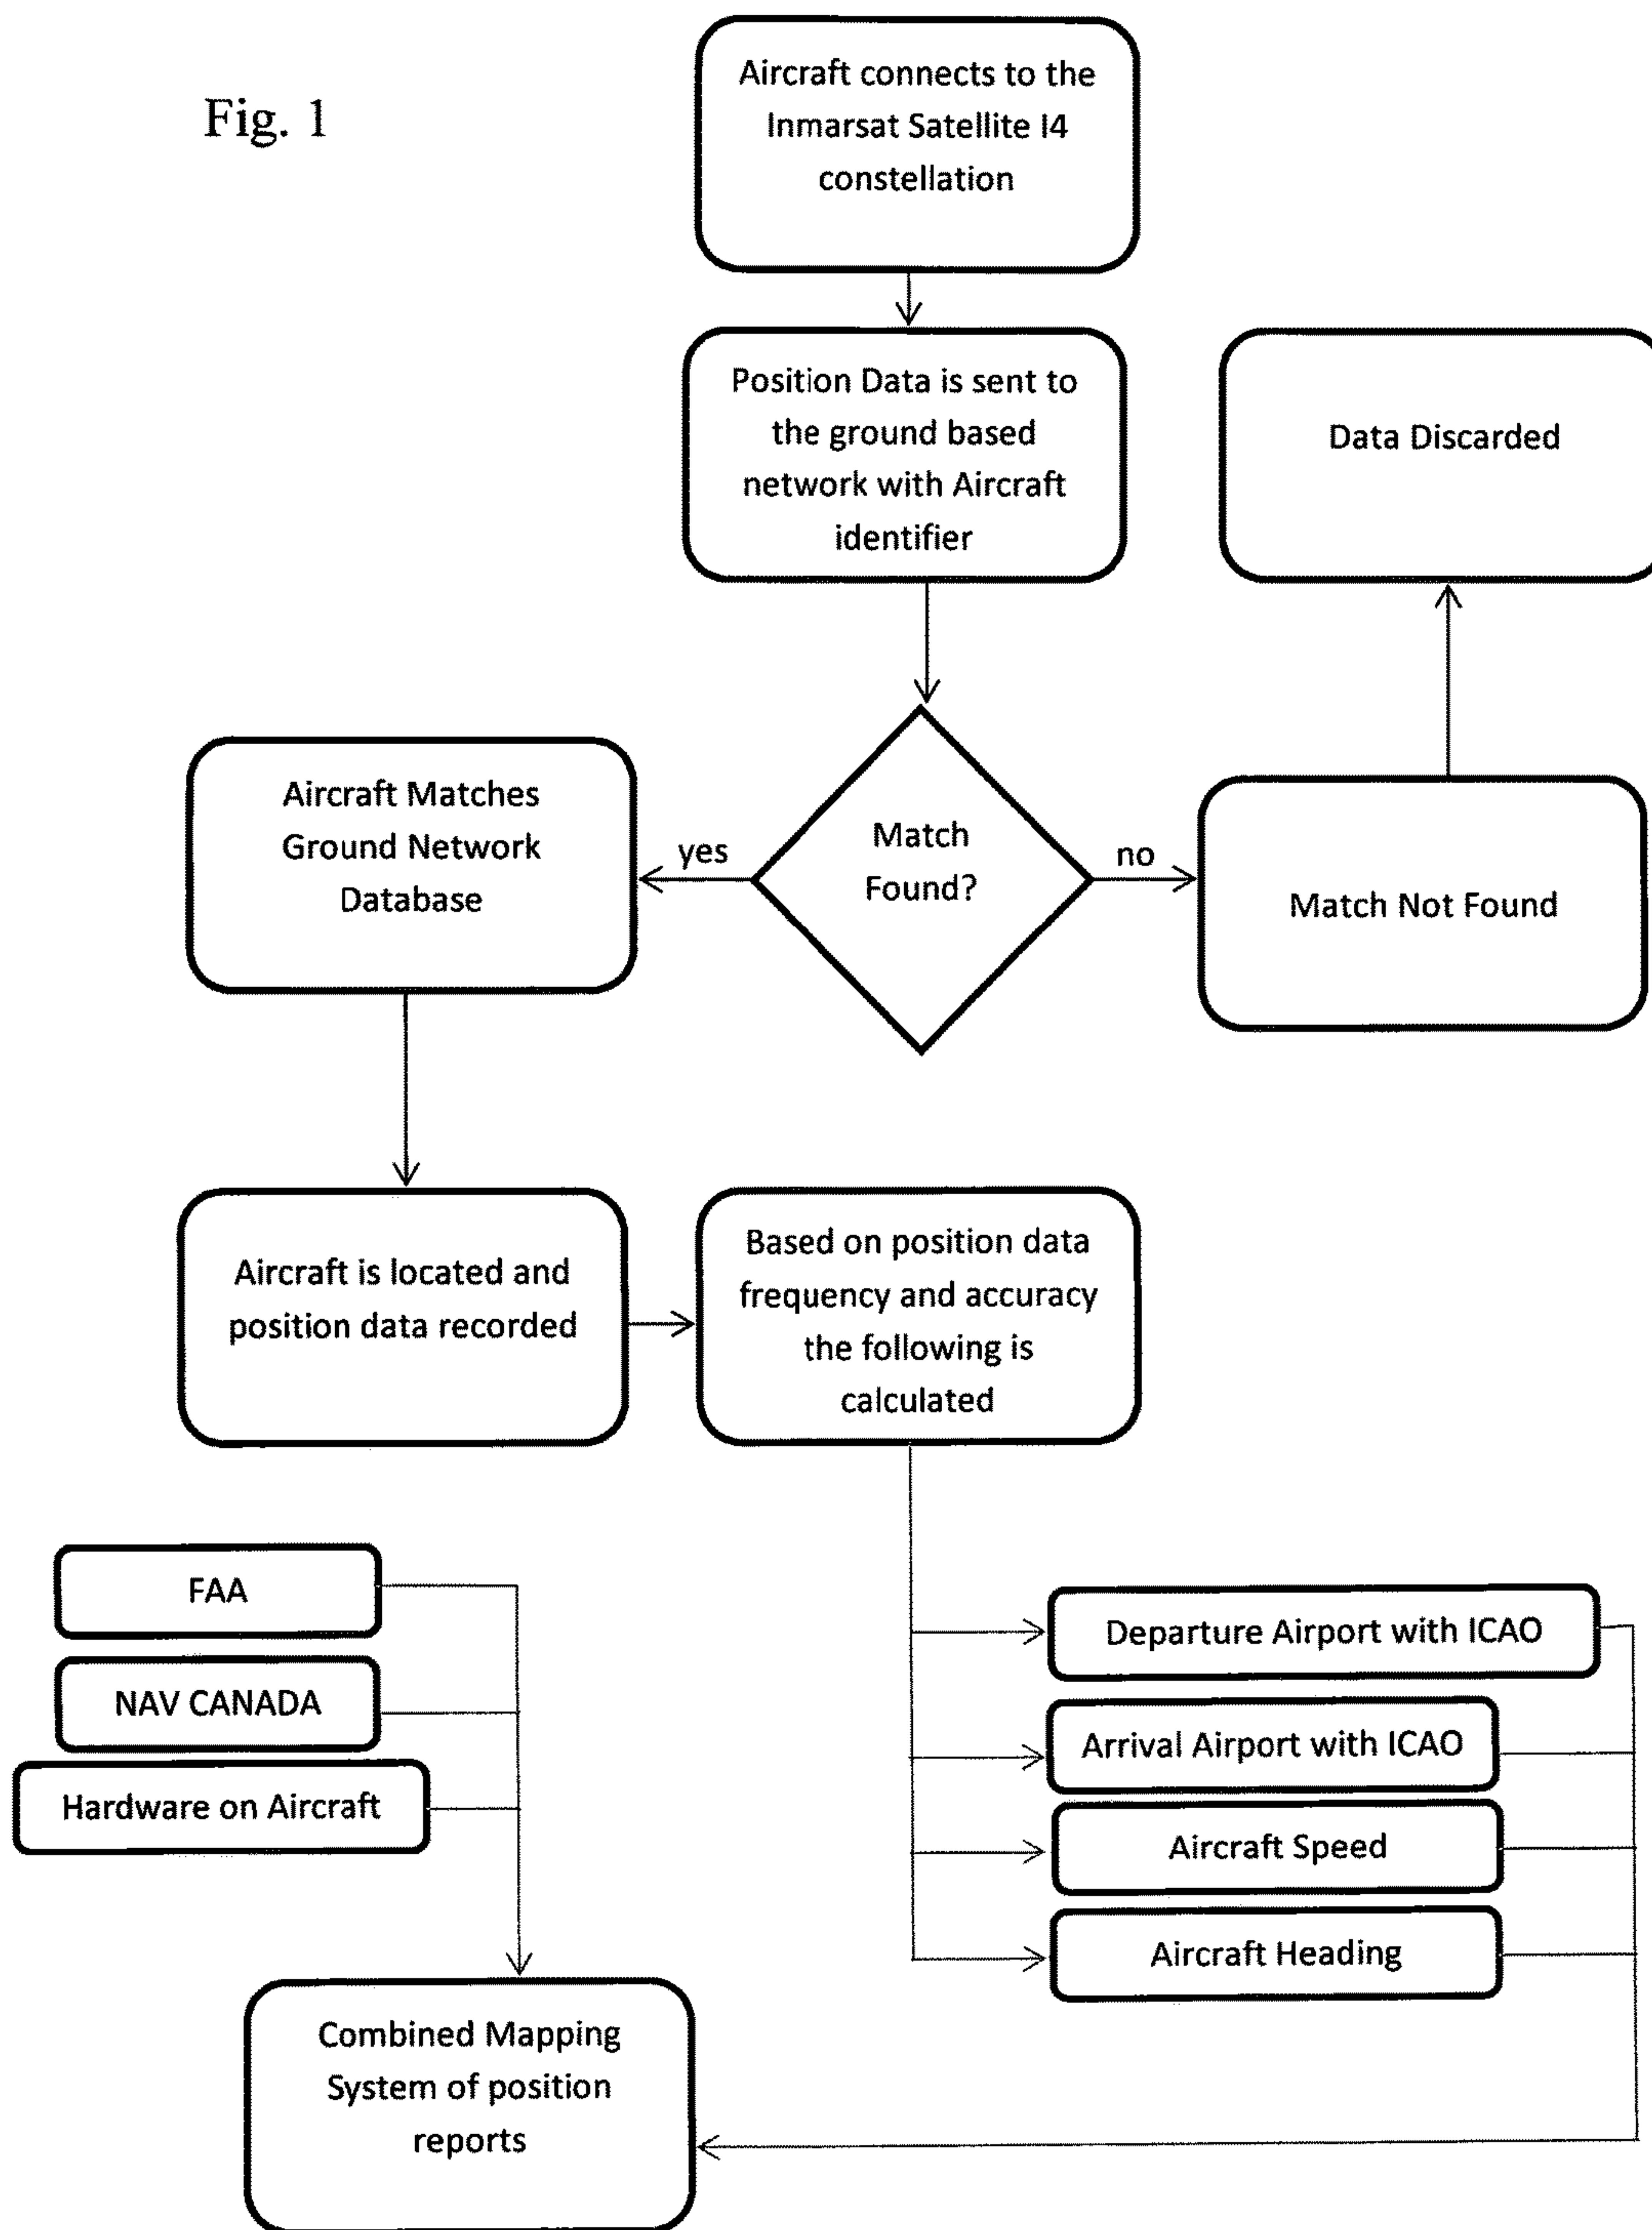 Fig. 1
Aircraft connects to the
Inmarsat Satellite I4
constellation
Position Data is sent to
the ground based
network with Aircraft
identifier
Data Discarded
Aircraft Matches
Ground Network
Database
yes
Match
Found?
no
Match Not Found
Aircraft is located and
position data recorded
Based on position data
frequency and accuracy
the following is
calculated
FAA
NAV CANADA
Hardware on Aircraft
Departure Airport with ICAO
Arrival Airport with ICAO
Aircraft Speed
Aircraft Heading
Combined Mapping
System of position
reports